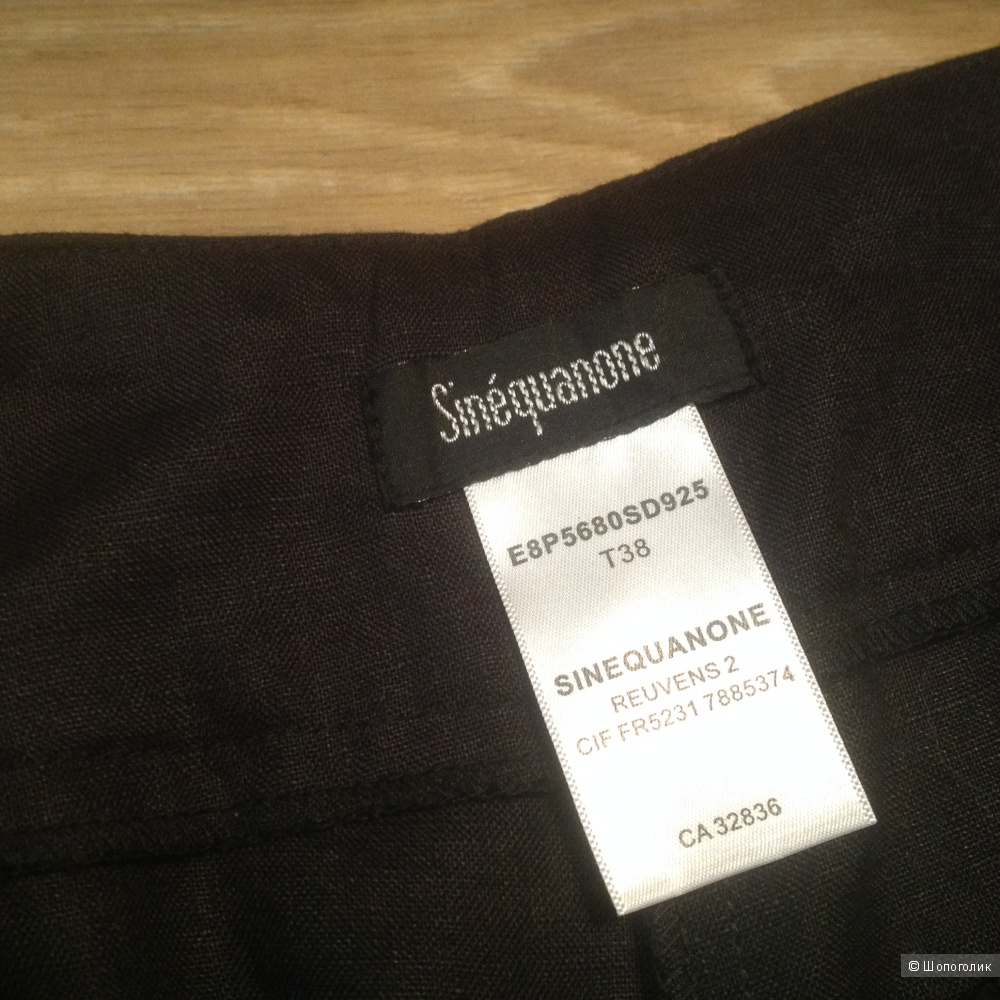 Sinéquanone
E8P5680SD925
T38
SINEQUANONE
REUVENS 2
CIF FR5231 7885374
CA 32836
© Шопоголик